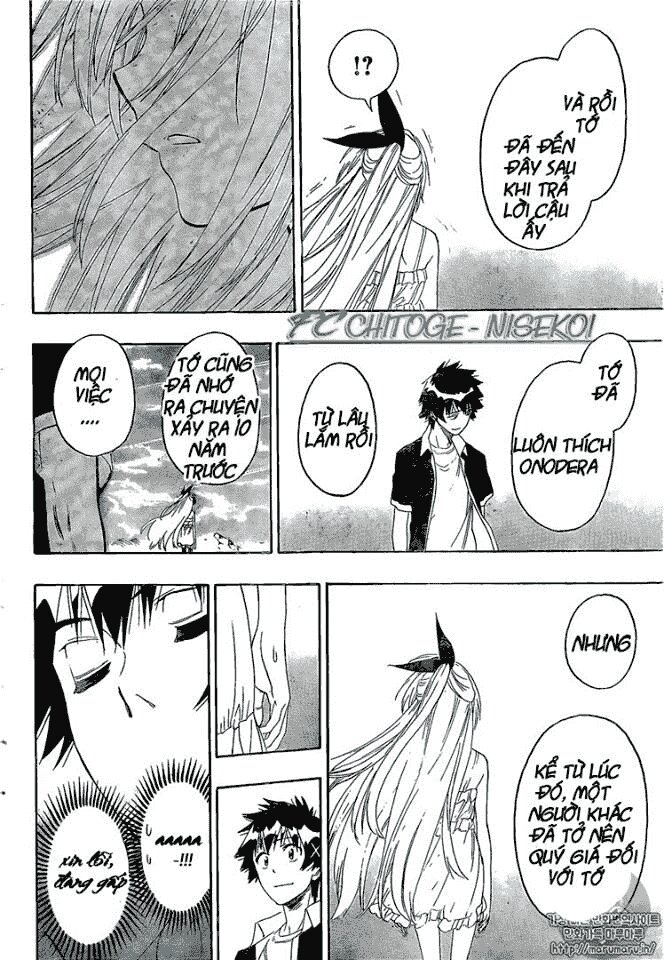 VÀ RỒI
TỚ
ĐÃ ĐẾN
ĐÂY SAU
KHI TRẢ
LỜI CẬU
ẤY
!?
FC CHITOGE - NISEKOI
TỚ
ĐÃ
LUÔN THÍCH
ONODERA
TỪ LÂU
LẮM RỒI
TỚ CŨNG
ĐÃ NHỚ
RA CHUYỆN
XẢY RA 10
NĂM
TRƯỚC
MỌI
VIỆC
....
NHƯNG
KỂ TỪ LÚC
ĐÓ, MỘT
NGƯỜI KHÁC
ĐÃ TRỞ NÊN
QUÝ GIÁ ĐỐI
VỚI TỚ
AAAAA
-!!!
xin lỗi,
đang gấp
http://marumaru.in/